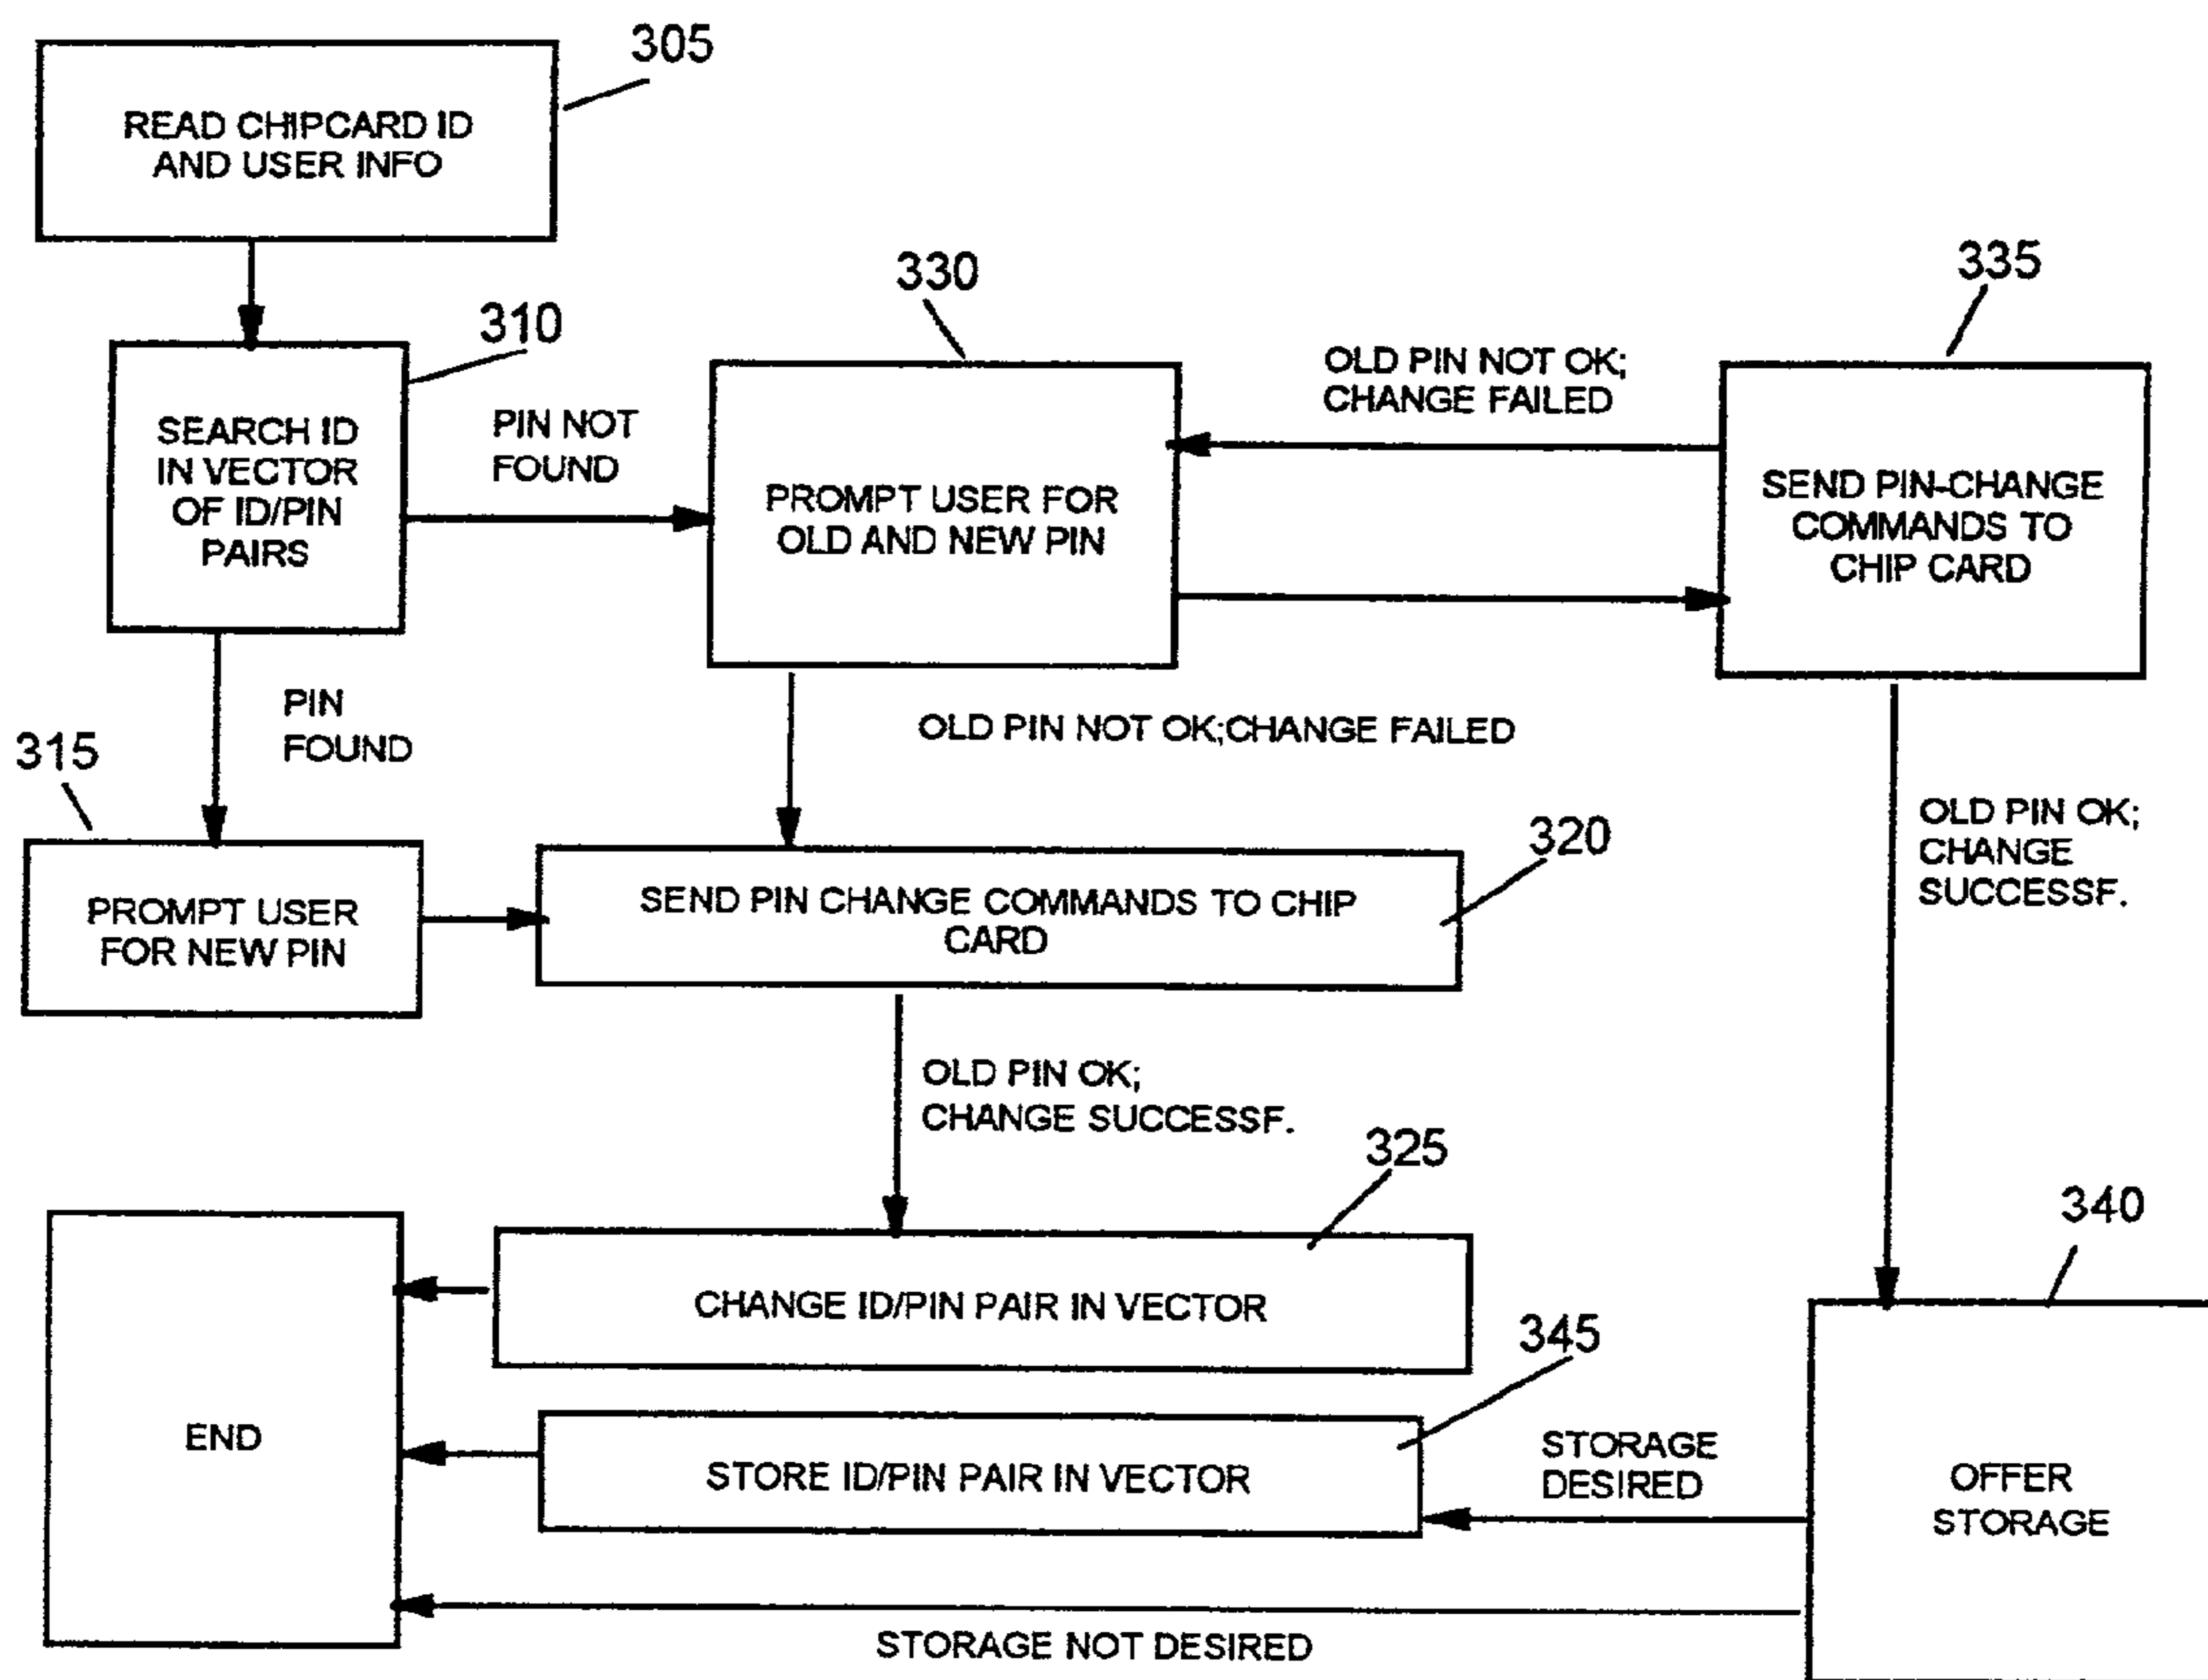 305
READ CHIPCARD ID
AND USER INFO
310
SEARCH ID
IN VECTOR
OF ID/PIN
PAIRS
PIN NOT
FOUND
330
PROMPT USER FOR
OLD AND NEW PIN
OLD PIN NOT OK;
CHANGE FAILED
335
SEND PIN-CHANGE
COMMANDS TO
CHIP CARD
PIN
FOUND
OLD PIN NOT OK;CHANGE FAILED
315
PROMPT USER
FOR NEW PIN
320
SEND PIN CHANGE COMMANDS TO CHIP
CARD
OLD PIN OK;
CHANGE
SUCCESSF.
OLD PIN OK;
CHANGE SUCCESSF.
325
CHANGE ID/PIN PAIR IN VECTOR
340
345
STORE ID/PIN PAIR IN VECTOR
END
STORAGE
DESIRED
OFFER
STORAGE
STORAGE NOT DESIRED